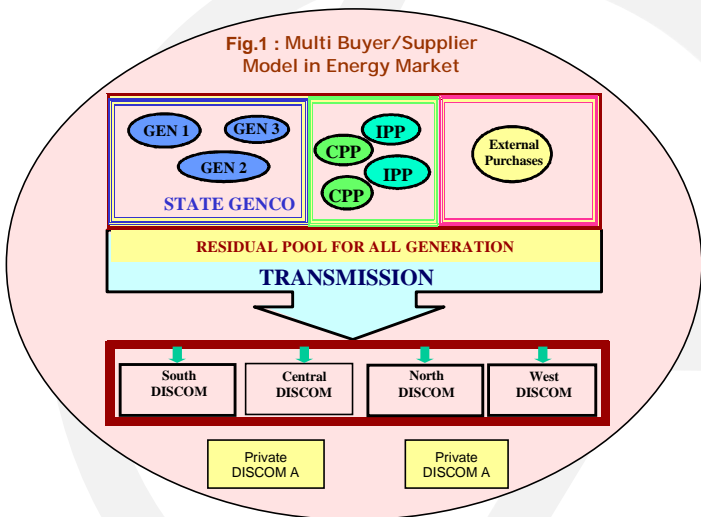 Fig.1 : Multi Buyer/Supplier
Model in Energy Market
GEN 1
GEN 3
GEN 2
STATE GENCO
IPP
CPP
IPP
CPP
External
Purchases
RESIDUAL POOL FOR ALL GENERATION
TRANSMISSION
South
DISCOM
Central
DISCOM
North
DISCOM
West
DISCOM
Private
DISCOM A
Private
DISCOM A